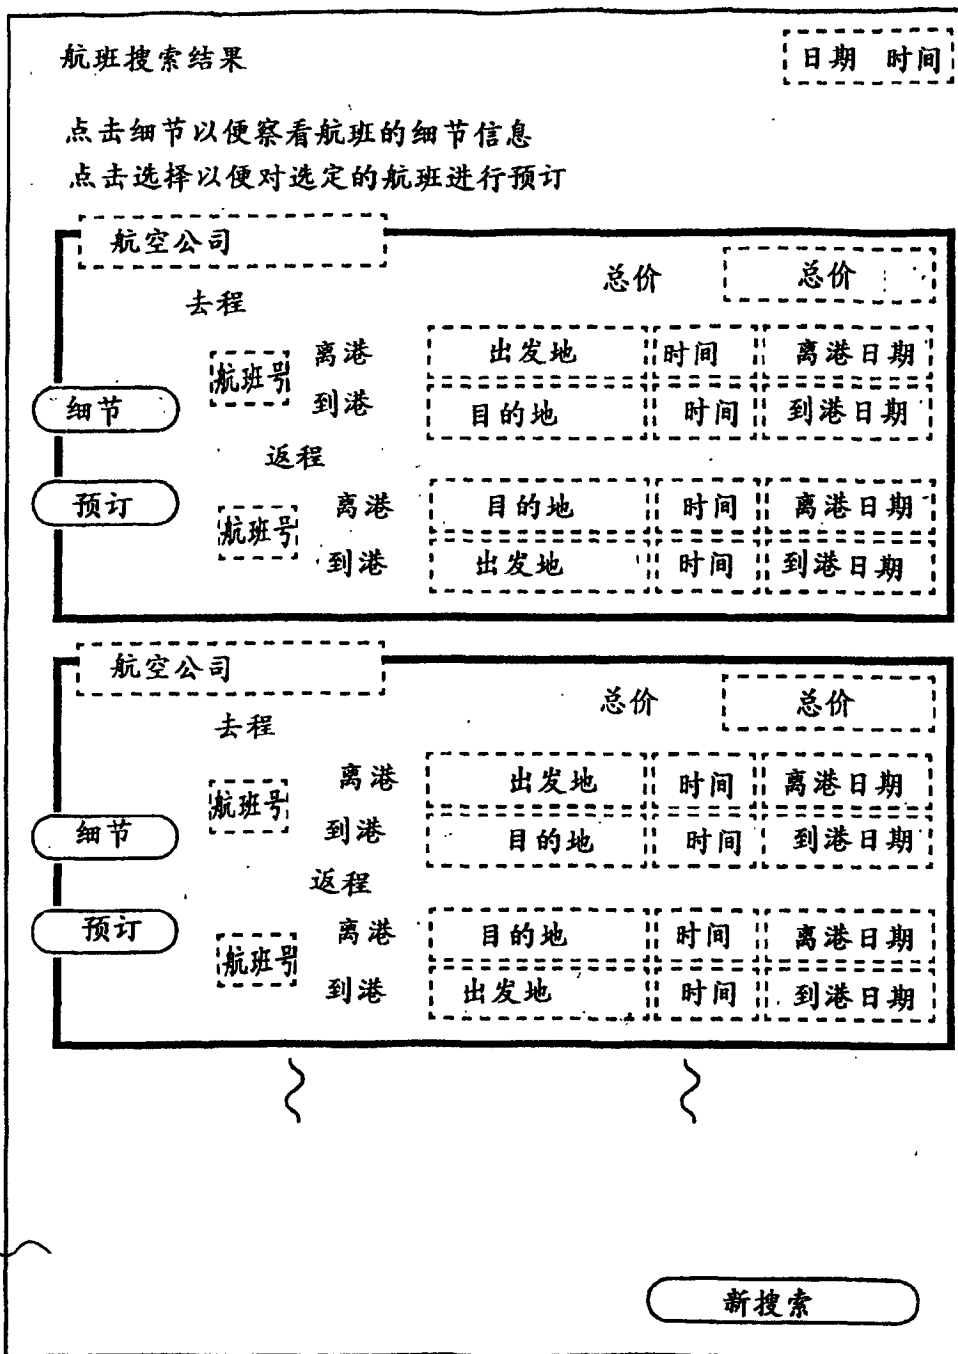 航班搜索结果 日期 时间
点击细节以便察看航班的细节信息
点击选择以便对选定的航班进行预订
航空公司
总价 总价
去程
航班号 离港 出发地 时间 离港日期
细节 到港 目的地 时间 到港日期
返程
预订 航班号 离港 目的地 时间 离港日期
到港 出发地 时间 到港日期
航空公司
总价 总价
去程
航班号 离港 出发地 时间 离港日期
细节 到港 目的地 时间 到港日期
返程
预订 航班号 离港 目的地 时间 离港日期
到港 出发地 时间 到港日期
新搜索